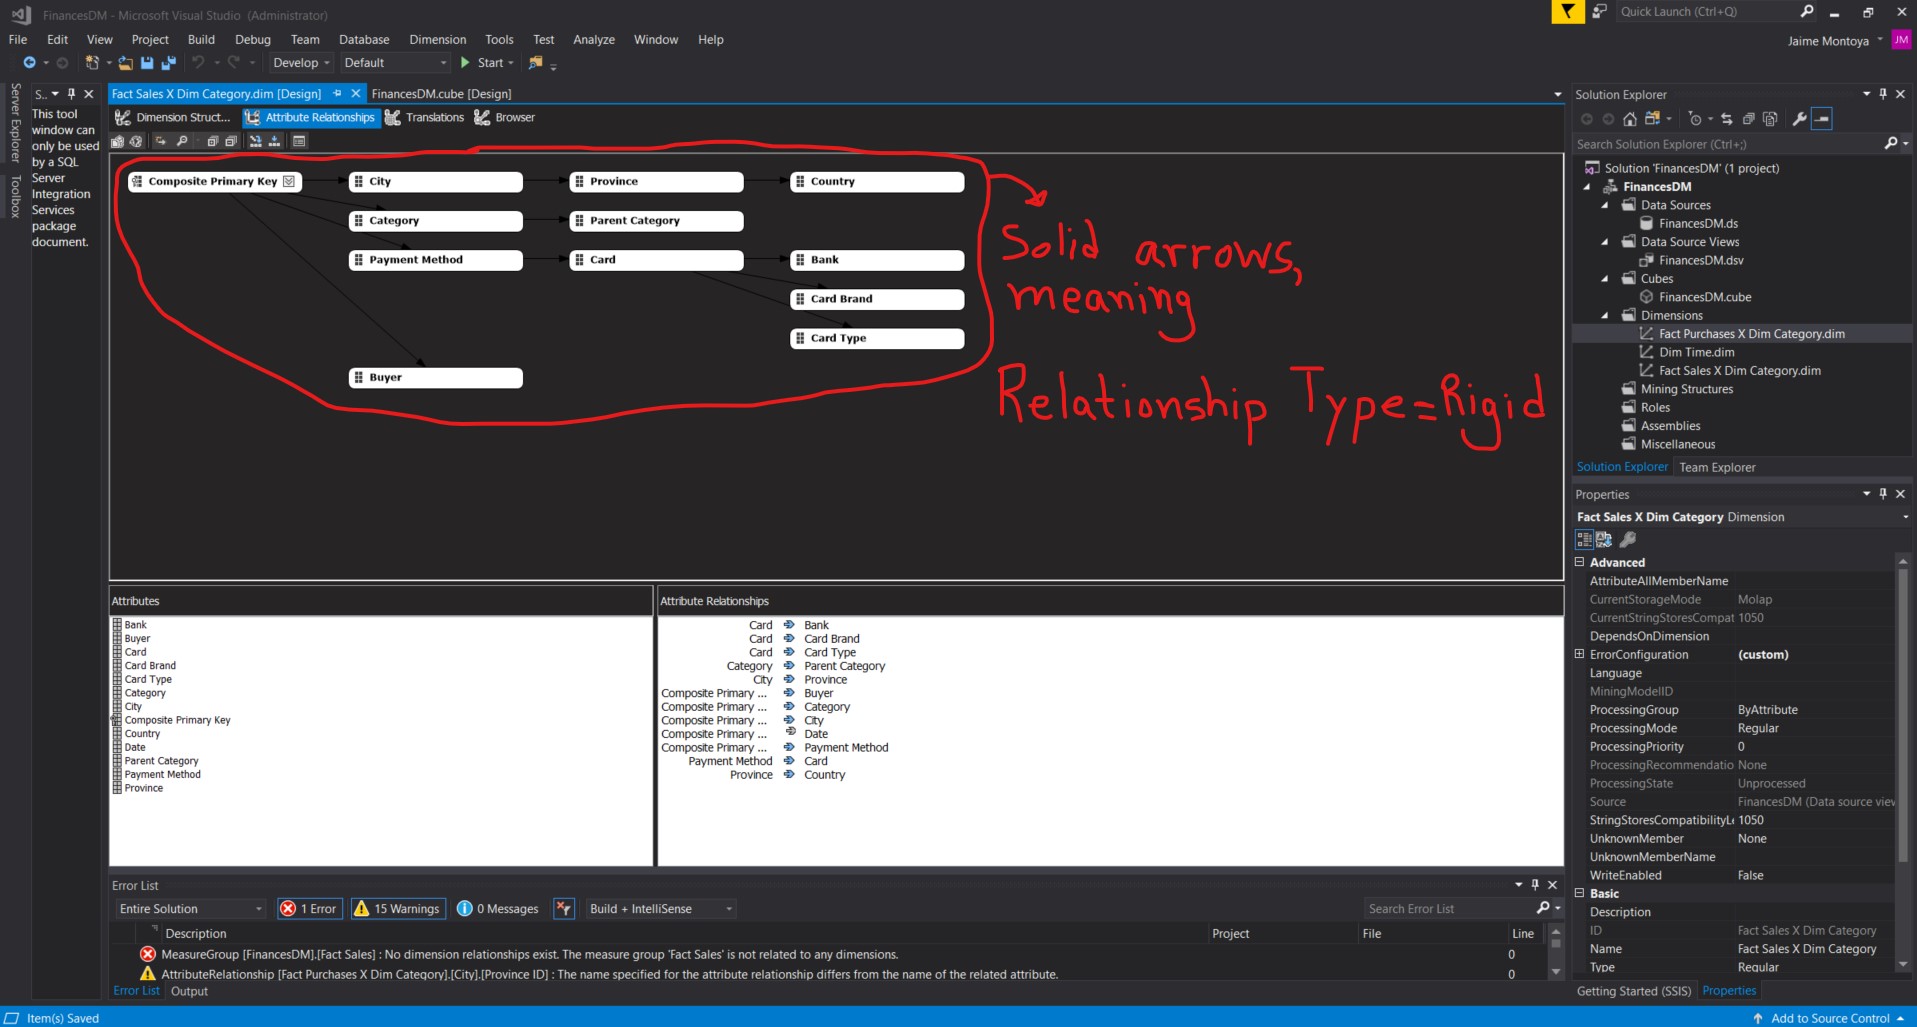 FinancesDM - Microsoft Visual Studio (Administrator)
Quick Launch (Ctrl+Q)
File Edit View Project Build Debug Team Database Dimension Tools Test Analyze Window Help
Jaime Montoya JM
Develop Default Start
Server Explorer
Toolbox
S..
This tool
window can
only be used
by a SQL
Server
Integration
Services
package
document.
Fact Sales X Dim Category.dim [Design] FinancesDM.cube [Design]
Dimension Struct... Attribute Relationships Translations Browser
Composite Primary Key City Province Country
Category Parent Category
Payment Method Card Bank
Card Brand
Card Type
Buyer
Solid arrows,
meaning
Relationship Type=Rigid
Attributes
Bank
Buyer
Card
Card Brand
Card Type
Category
City
Composite Primary Key
Country
Date
Parent Category
Payment Method
Province
Attribute Relationships
Card Bank
Card Card Brand
Card Card Type
Category Parent Category
City Province
Composite Primary ... Buyer
Composite Primary ... Category
Composite Primary ... City
Composite Primary ... Date
Composite Primary ... Payment Method
Payment Method Card
Province Country
Error List
Entire Solution 1 Error 15 Warnings 0 Messages Build + IntelliSense Search Error List
Description Project File Line
MeasureGroup [FinancesDM].[Fact Sales] : No dimension relationships exist. The measure group 'Fact Sales' is not related to any dimensions. 0
AttributeRelationship [Fact Purchases X Dim Category].[City].[Province ID] : The name specified for the attribute relationship differs from the name of the related attribute. 0
Error List Output
Solution Explorer
Search Solution Explorer (Ctrl+;)
Solution 'FinancesDM' (1 project)
FinancesDM
Data Sources
FinancesDM.ds
Data Source Views
FinancesDM.dsv
Cubes
FinancesDM.cube
Dimensions
Fact Purchases X Dim Category.dim
Dim Time.dim
Fact Sales X Dim Category.dim
Mining Structures
Roles
Assemblies
Miscellaneous
Solution Explorer Team Explorer
Properties
Fact Sales X Dim Category Dimension
Advanced
AttributeAllMemberName
CurrentStorageMode Molap
CurrentStringStoresCompat 1050
DependsOnDimension
ErrorConfiguration (custom)
Language
MiningModelID
ProcessingGroup ByAttribute
ProcessingMode Regular
ProcessingPriority 0
ProcessingRecommendatio None
ProcessingState Unprocessed
Source FinancesDM (Data source view
StringStoresCompatibilityLe 1050
UnknownMember None
UnknownMemberName
WriteEnabled False
Basic
Description
ID Fact Sales X Dim Category
Name Fact Sales X Dim Category
Type Regular
Getting Started (SSIS) Properties
Item(s) Saved
Add to Source Control